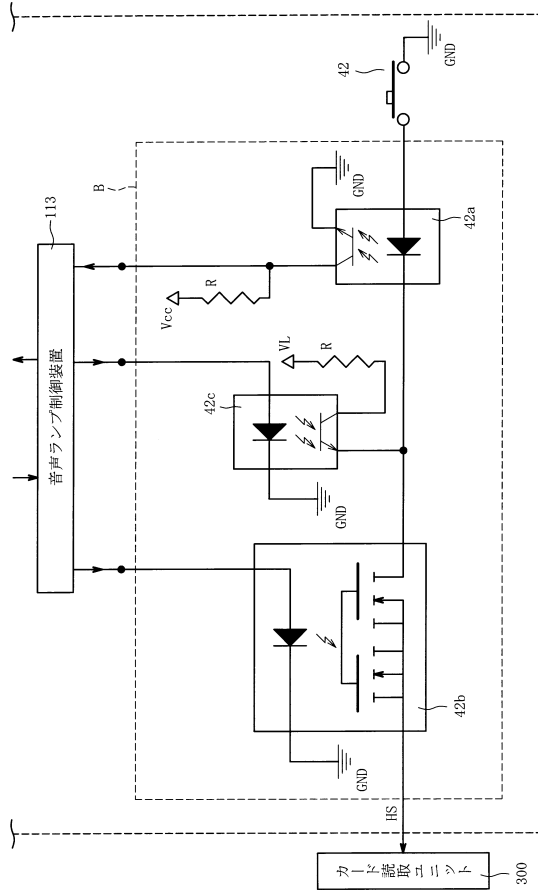 113
音声ランプ制御装置
B
42
GND
GND
42a
R
Vcc
VL
R
42c
GND
42b
GND
HS
カード読取ユニット
300